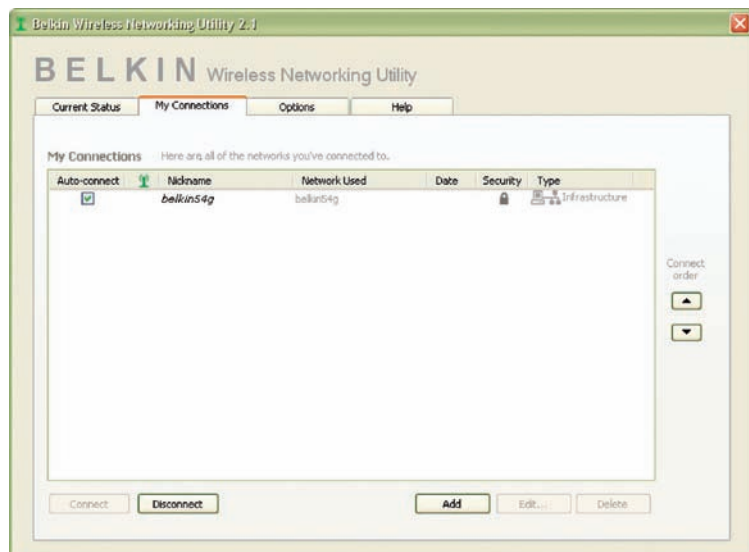 Belkin Wireless Networking Utility 2.1
BELKIN Wireless Networking Utility
Current Status My Connections Options Help
My Connections Here are all of the networks you've connected to.
Auto-connect Nickname Network Used Date Security Type
belkin54g belkin54g Infrastructure
Connect order
Connect Disconnect Add Edit... Delete